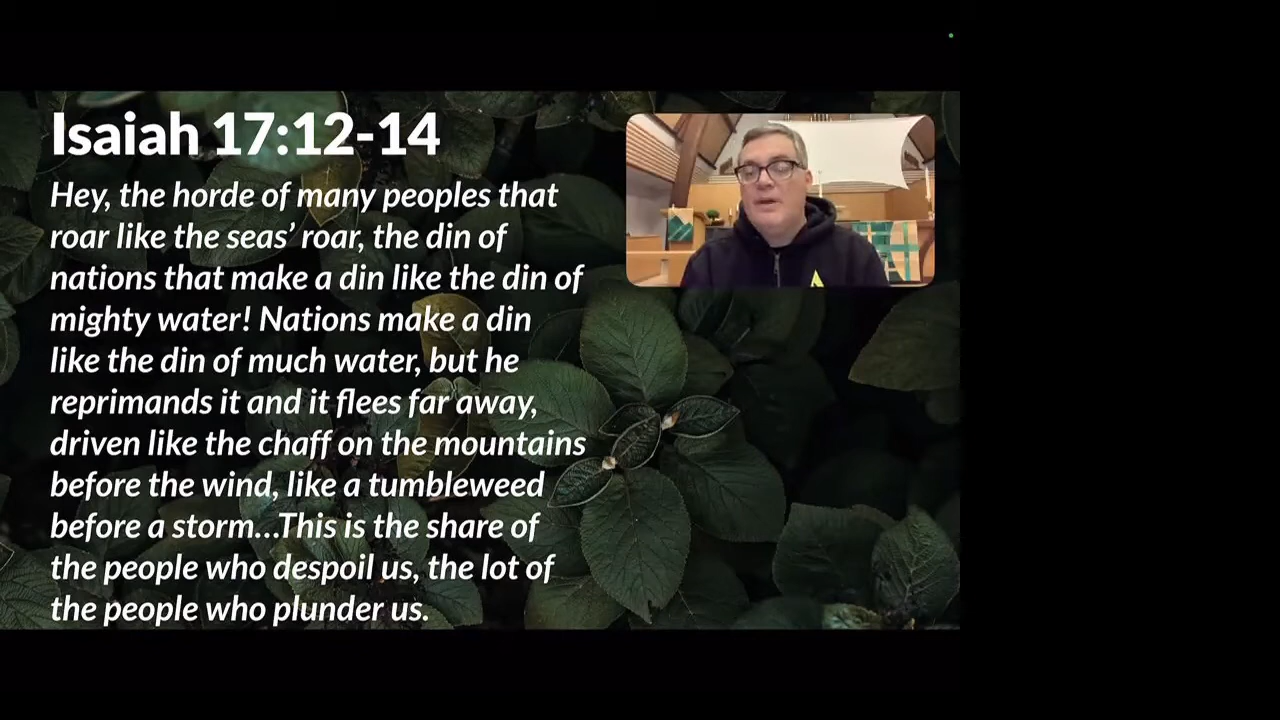 Isaiah 17:12-14
Hey, the horde of many peoples that
roar like the seas’ roar, the din of
nations that make a din like the din of
mighty water! Nations make a din
like the din of much water, but he
reprimands it and it flees far away,
driven like the chaff on the mountains
before the wind, like a tumbleweed
before a storm...This is the share of
the people who despoil us, the lot of
the people who plunder us.